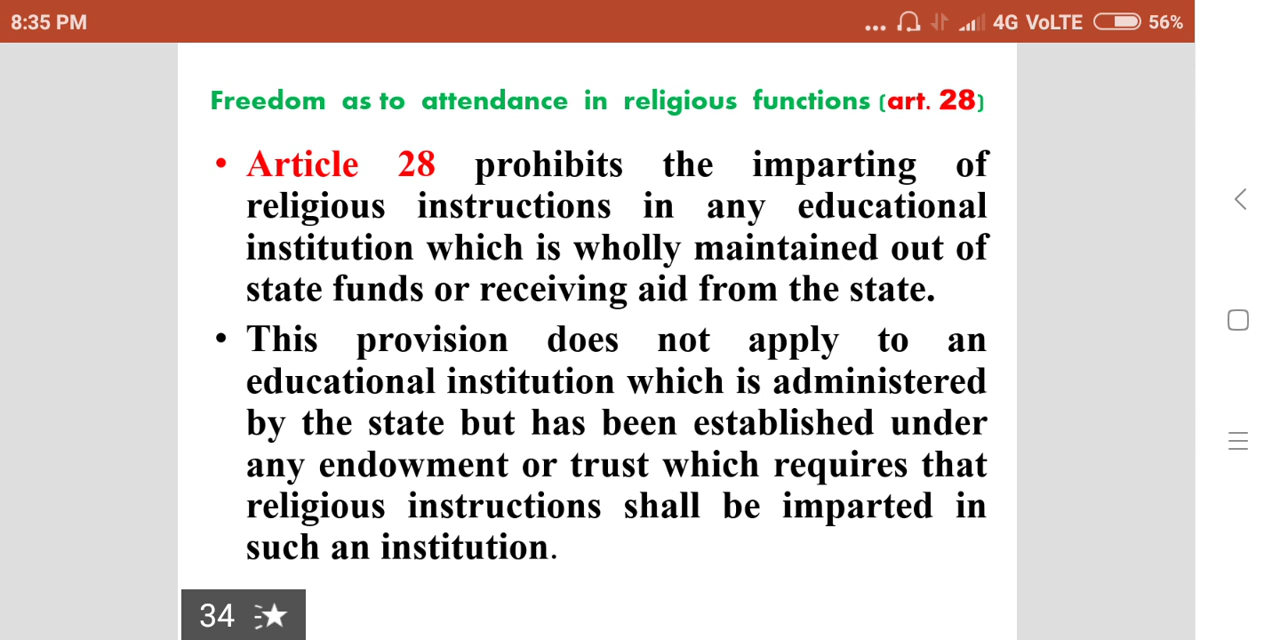 8:35 PM ... 4G VoLTE 56%
Freedom as to attendance in religious functions (art. 28)
• Article 28 prohibits the imparting of
religious instructions in any educational
institution which is wholly maintained out of
state funds or receiving aid from the state.
• This provision does not apply to an
educational institution which is administered
by the state but has been established under
any endowment or trust which requires that
religious instructions shall be imparted in
such an institution.
34